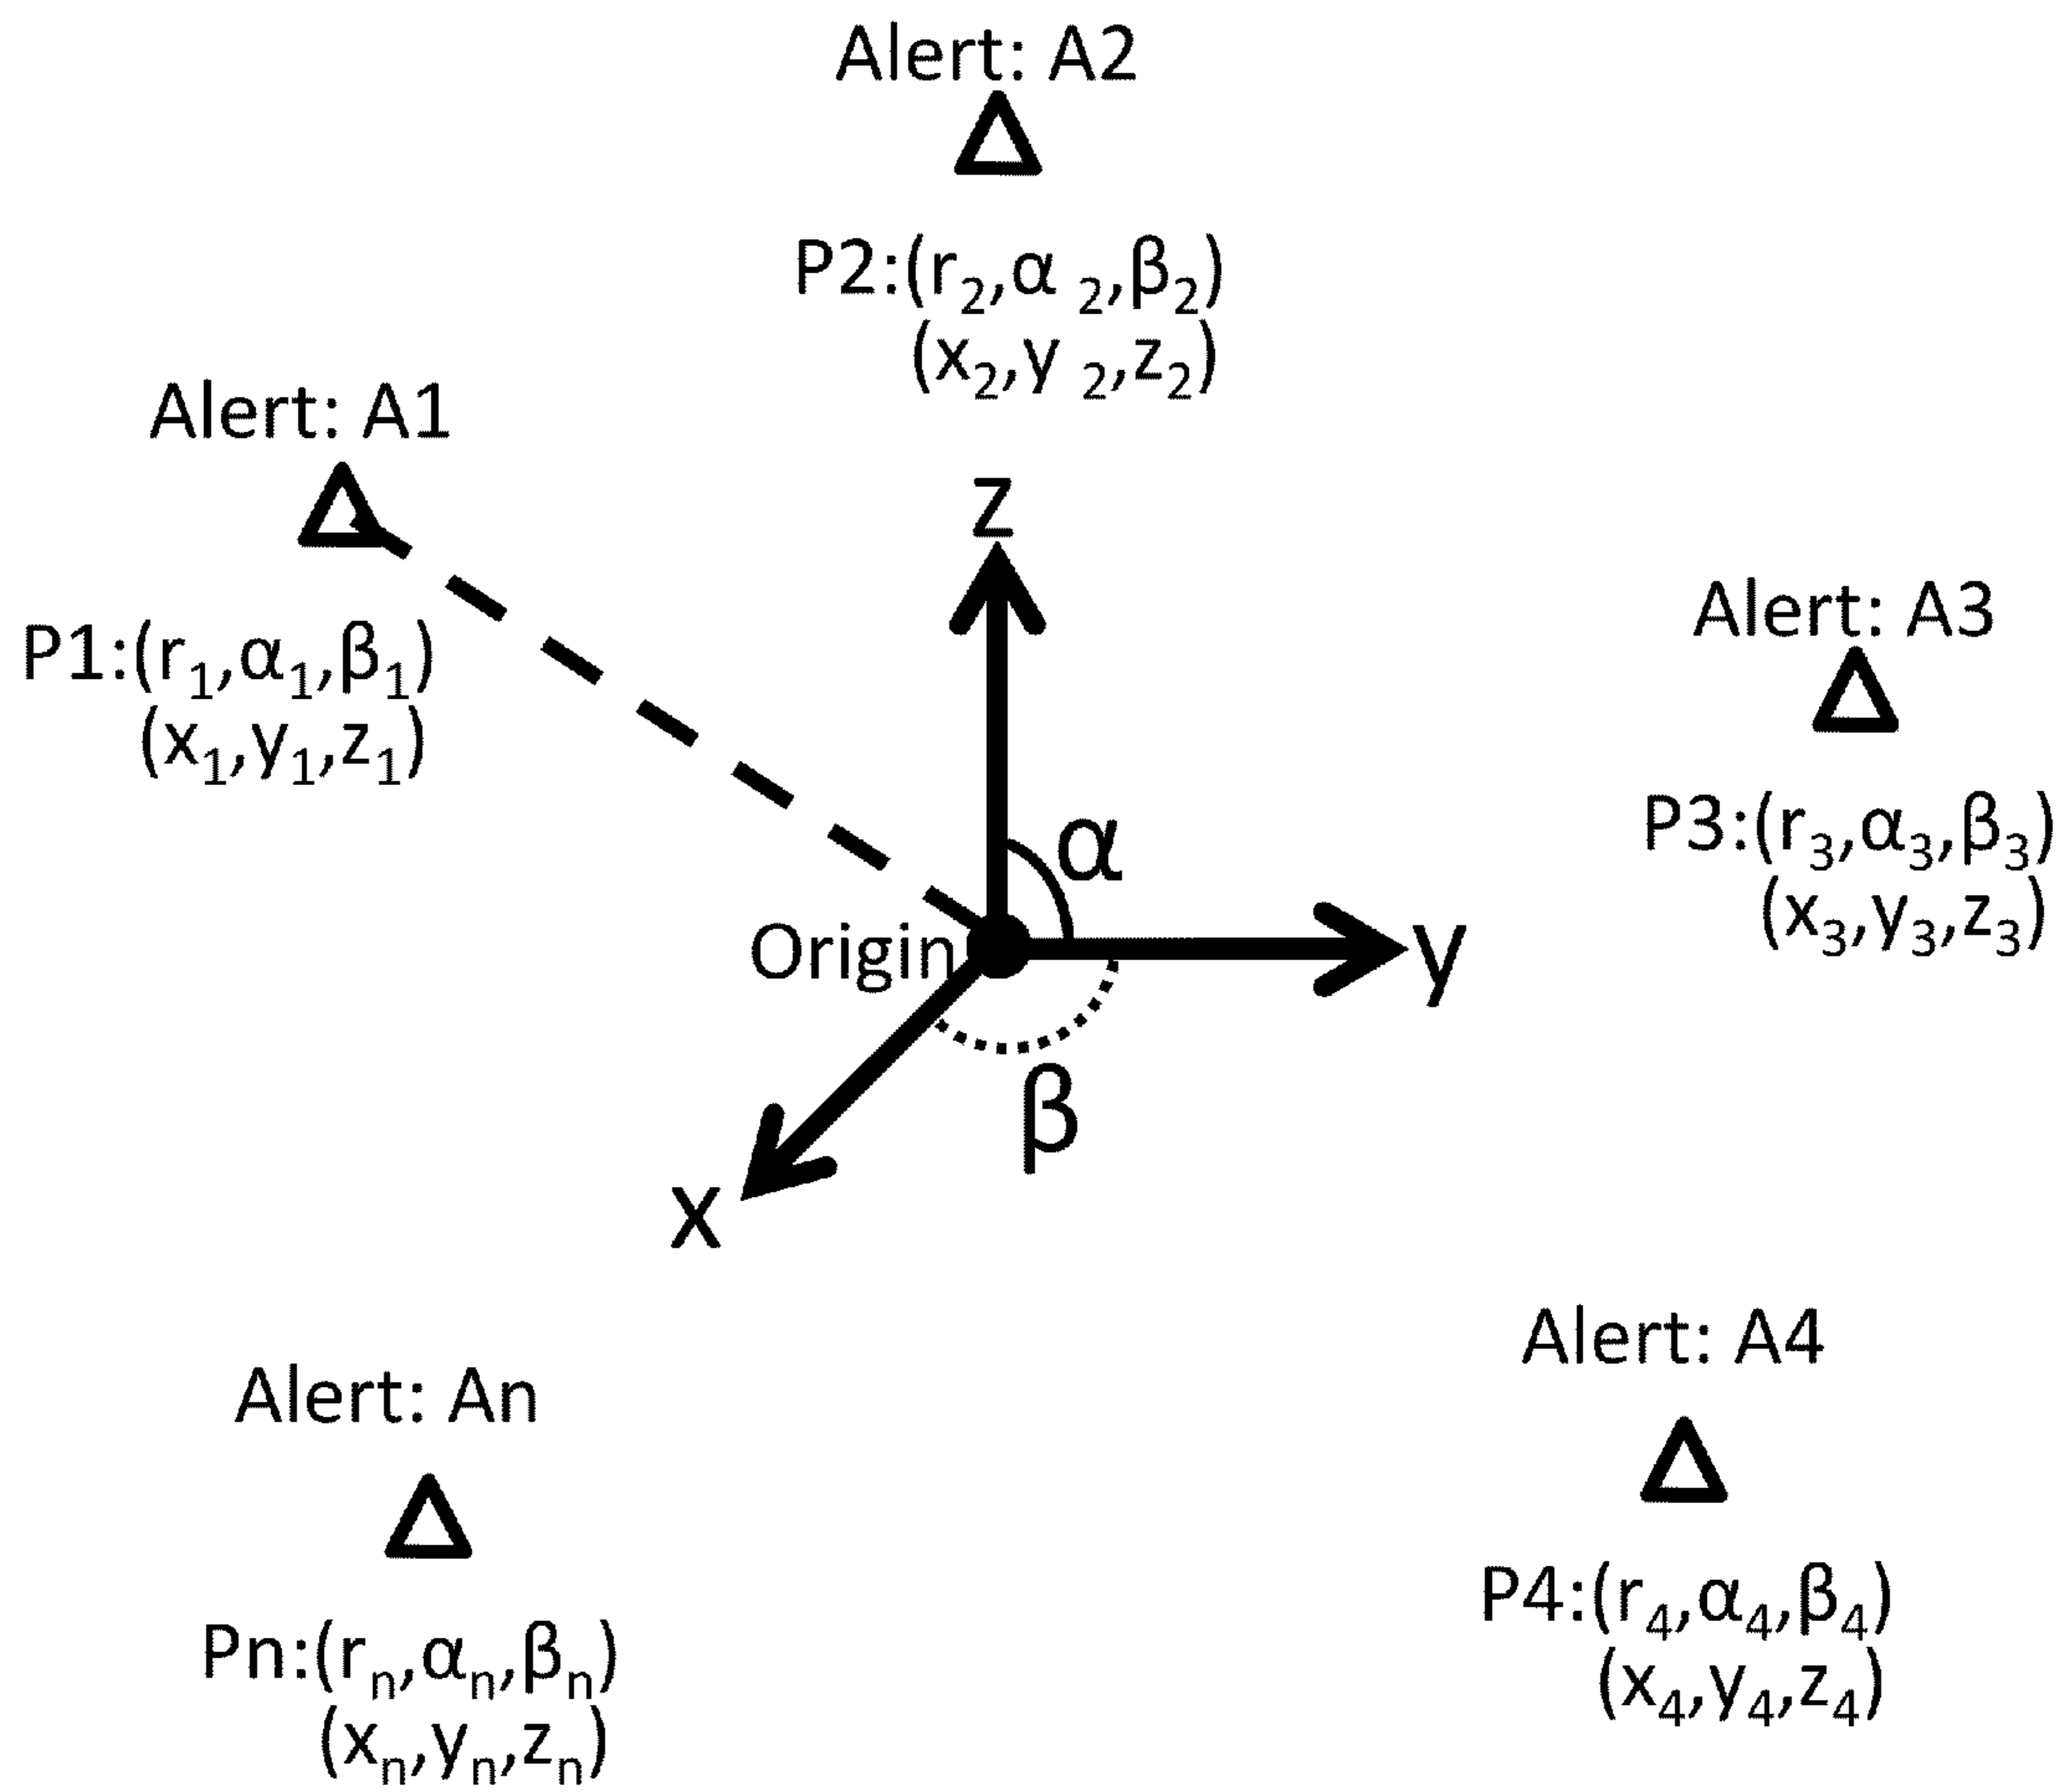 Alert: A2
P2:(r₂,α ₂,β₂)
(x₂,y ₂,z₂)
Alert: A1
P1:(r₁,α₁,β₁)
(x₁,y₁,z₁)
z
Alert: A3
P3:(r₃,α₃,β₃)
(x₃,y₃,z₃)
α
Origin
y
β
x
Alert: A4
P4:(r₄,α₄,β₄)
(x₄,y₄,z₄)
Alert: An
Pn:(rₙ,αₙ,βₙ)
(xₙ,yₙ,zₙ)